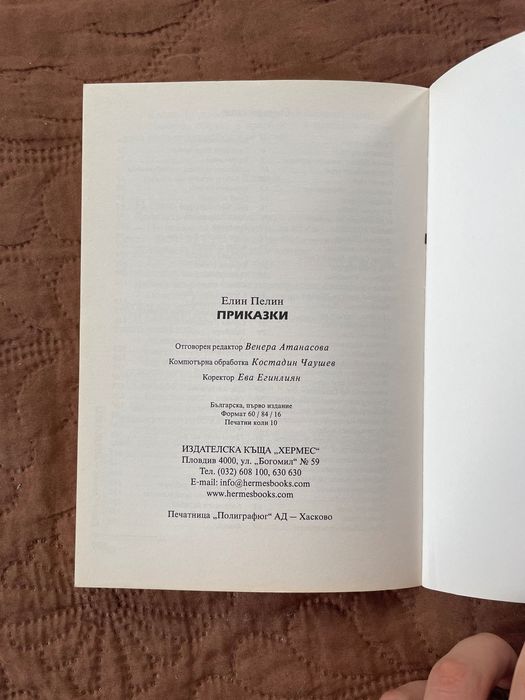 Елин Пелин
ПРИКАЗКИ
Отговорен редактор Венера Атанасова
Компютърна обработка Костадин Чаушев
Коректор Ева Егинлиян
Българска, първо издание
Формат 60 / 84 / 16
Печатни коли 10
ИЗДАТЕЛСКА КЪЩА „ХЕРМЕС“
Пловдив 4000, ул. „Богомил“ № 59
Тел. (032) 608 100, 630 630
E-mail: info@hermesbooks.com
www.hermesbooks.com
Печатница „Полиграфюг“ АД — Хасково